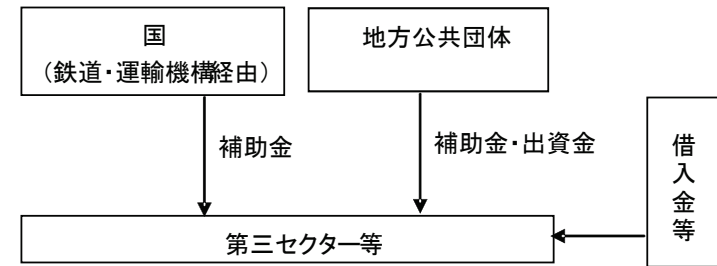 国
（鉄道・運輸機構経由）
地方公共団体
補助金
補助金・出資金
借入金等
第三セクター等